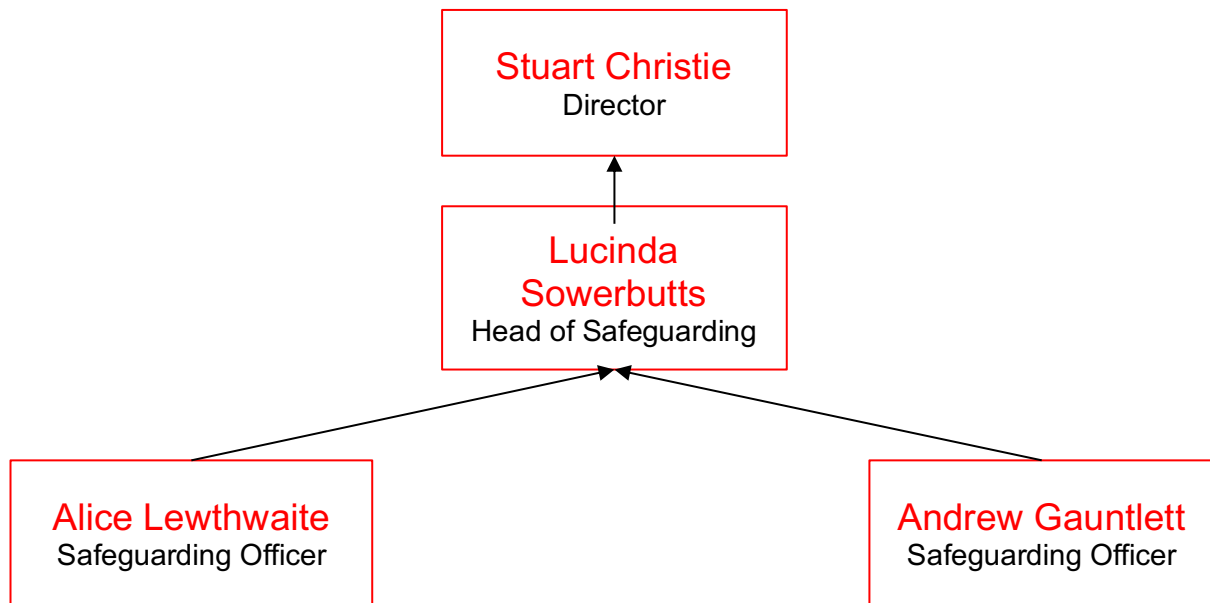 Stuart Christie
Director
Lucinda
Sowerbutts
Head of Safeguarding
Alice Lewthwaite
Safeguarding Officer
Andrew Gauntlett
Safeguarding Officer